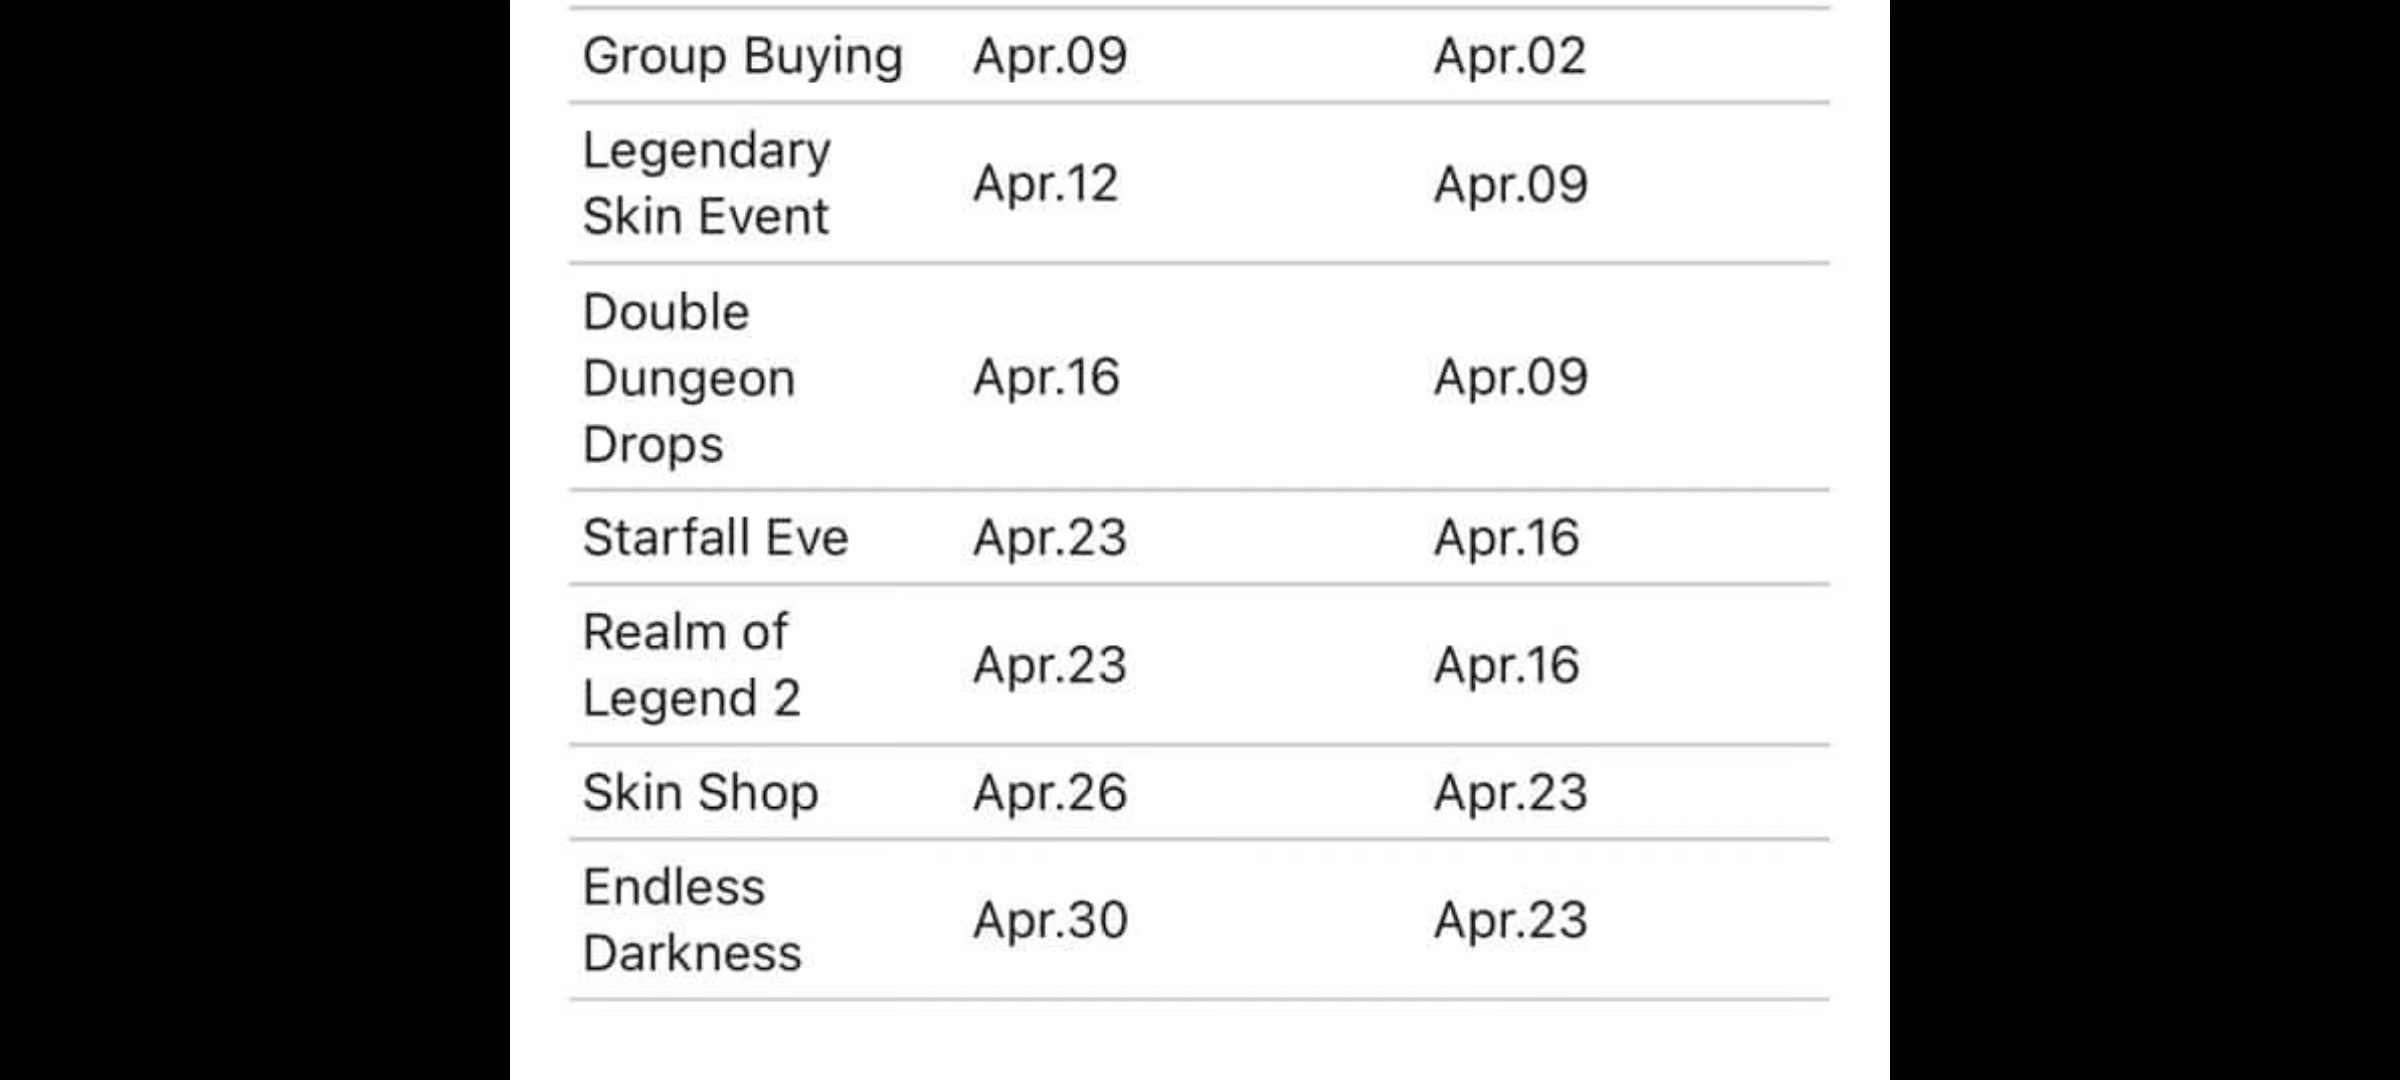 Group Buying Apr.09 Apr.02
Legendary
Skin Event
Apr.12 Apr.09
Double
Dungeon
Drops
Apr.16 Apr.09
Starfall Eve Apr.23 Apr.16
Realm of
Legend 2
Apr.23 Apr.16
Skin Shop Apr.26 Apr.23
Endless
Darkness
Apr.30 Apr.23